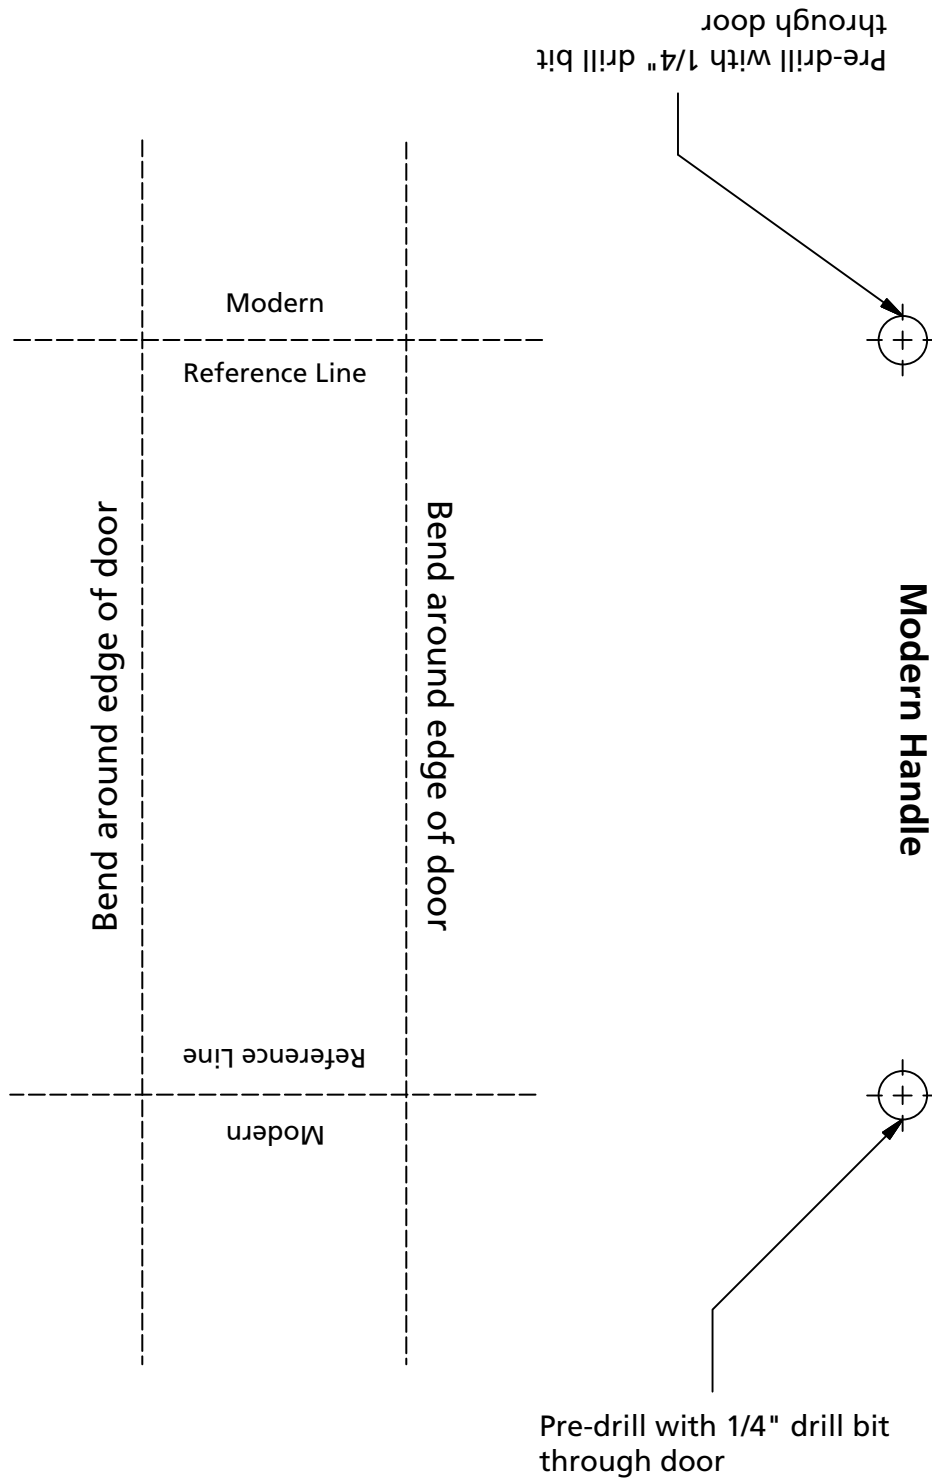 Pre-drill with 1/4" drill bit
through door
Modern
Reference Line
Bend around edge of door
Bend around edge of door
Modern Handle
Reference Line
Modern
Pre-drill with 1/4" drill bit
through door